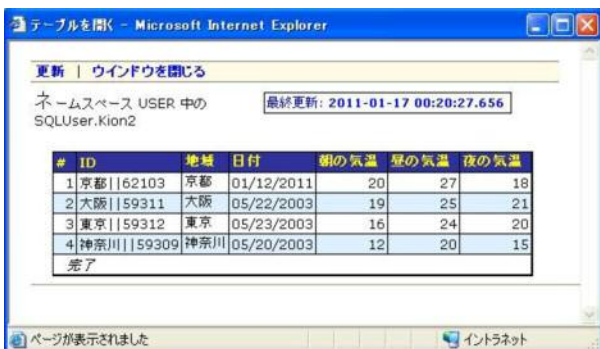 テーブルを開く - Microsoft Internet Explorer
更新 | ウインドウを閉じる
ネームスペース USER 中の
SQLUser.Kion2
最終更新: 2011-01-17 00:20:27.656
# ID 地域 日付 朝の気温 昼の気温 夜の気温
1 京都||62103 京都 01/12/2011 20 27 18
2 大阪||59311 大阪 05/22/2003 19 25 21
3 東京||59312 東京 05/23/2003 16 24 20
4 神奈川||59309 神奈川 05/20/2003 12 20 15
完了
ページが表示されました イントラネット